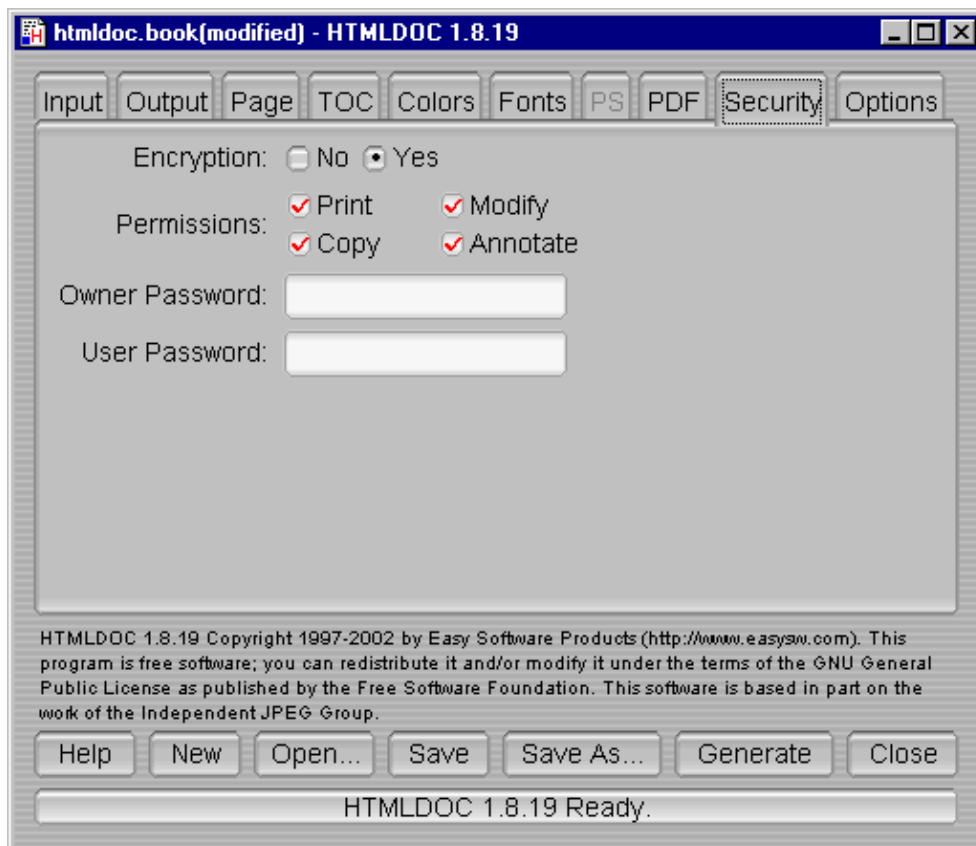 htmldoc.book(modified) - HTMLDOC 1.8.19
Input Output Page TOC Colors Fonts PS PDF Security Options
Encryption: No Yes
Permissions: Print Modify
Copy Annotate
Owner Password:
User Password:
HTMLDOC 1.8.19 Copyright 1997-2002 by Easy Software Products (http://www.easysw.com). This
program is free software; you can redistribute it and/or modify it under the terms of the GNU General
Public License as published by the Free Software Foundation. This software is based in part on the
work of the Independent JPEG Group.
Help New Open... Save Save As... Generate Close
HTMLDOC 1.8.19 Ready.